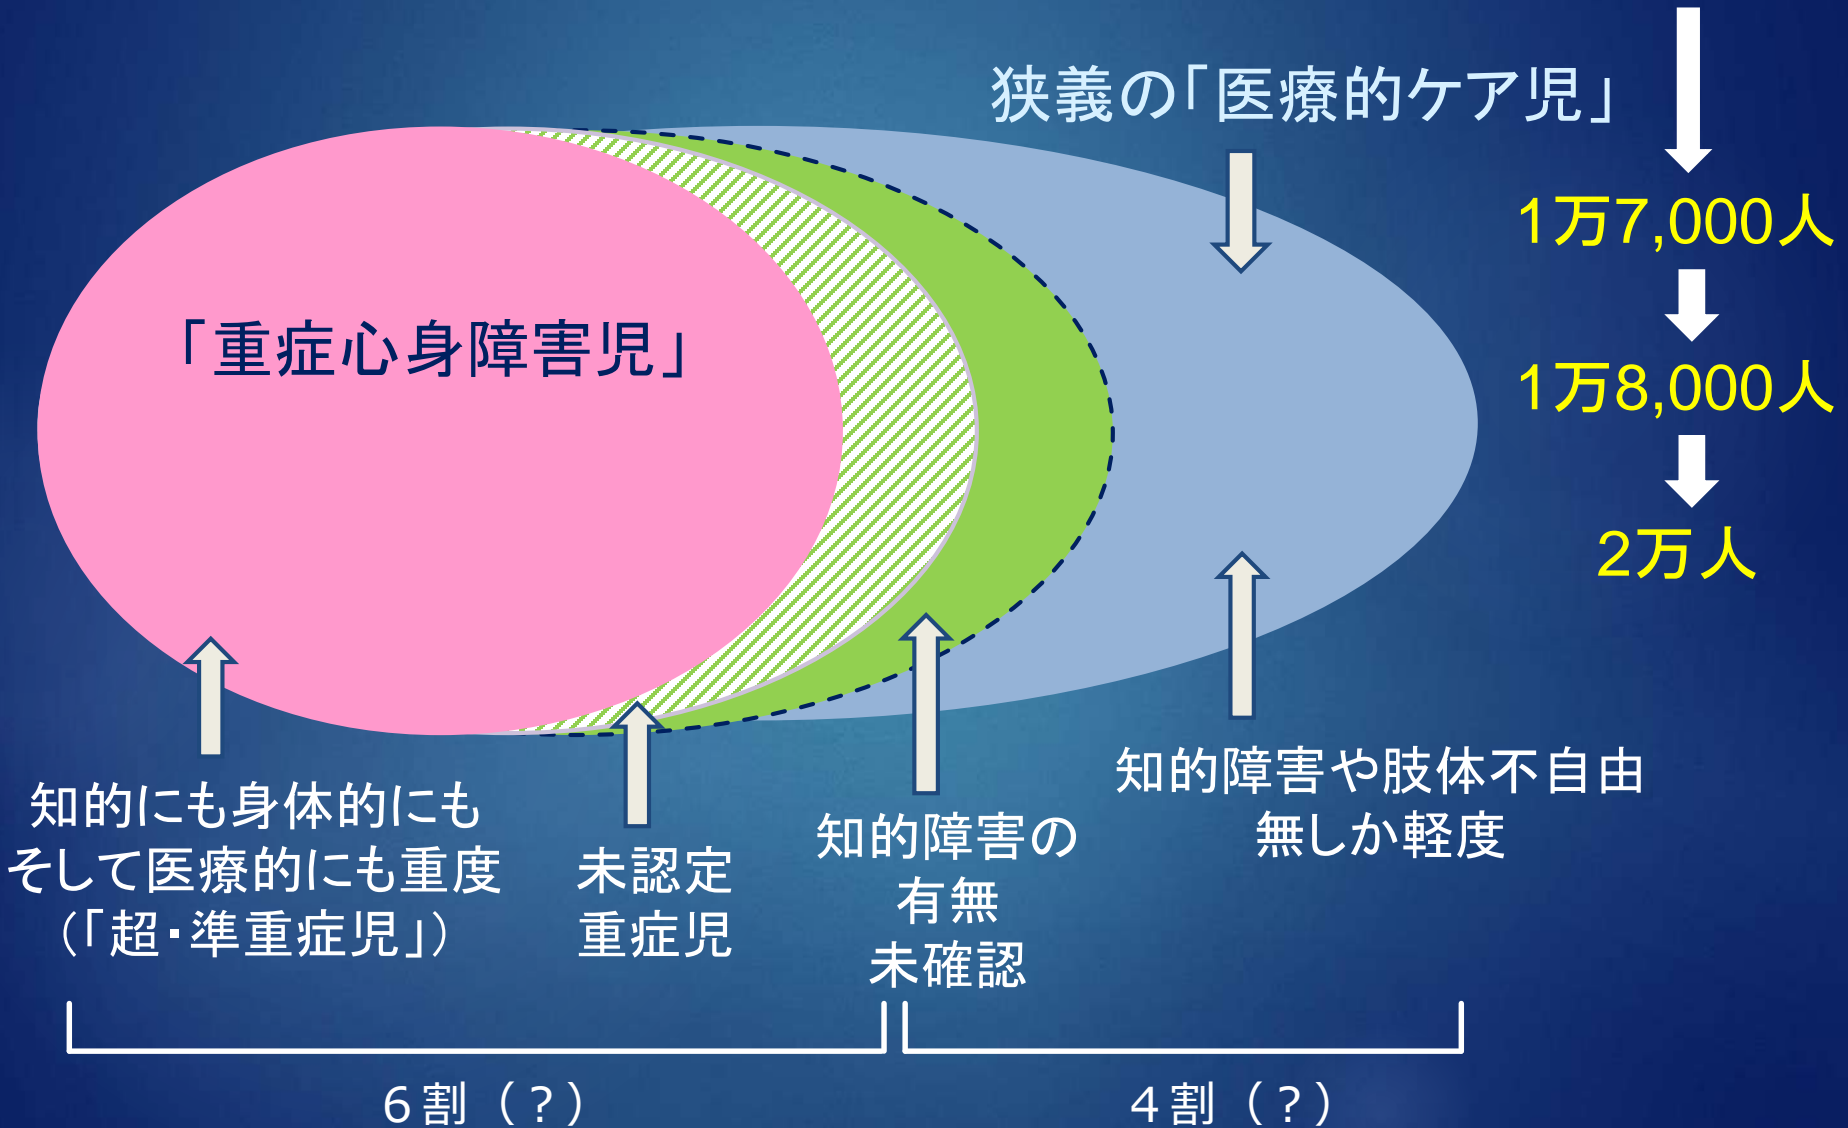 狭義の「医療的ケア児」
1万7,000人
1万8,000人
2万人
「重症心身障害児」
知的にも身体的にも
そして医療的にも重度
(「超・準重症児」)
未認定
重症児
知的障害の
有無
未確認
知的障害や肢体不自由
無しか軽度
6割(?)
4割(?)